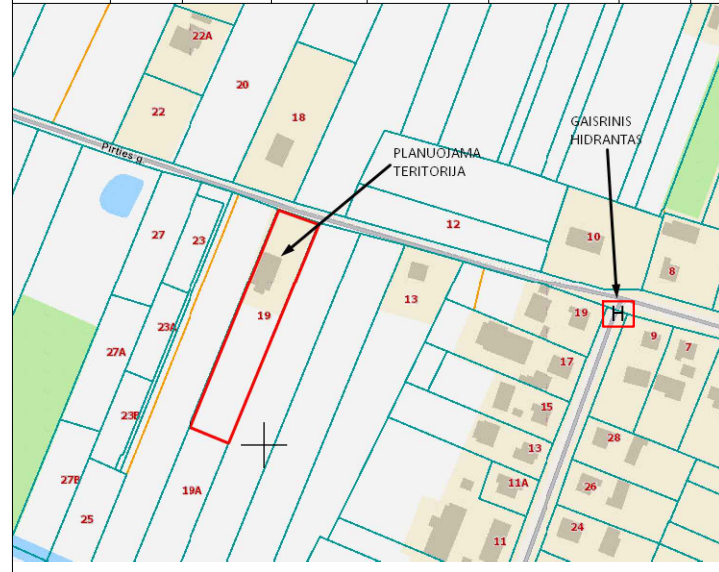 22A
20
22
18
Pirties g.
PLANUOJAMA
TERITORIJA
GAISRINIS
HIDRANTAS
27
23
12
10
8
13
19
H
9
7
19
23A
27A
17
15
23B
28
13
27B
19A
11A
26
25
24
11